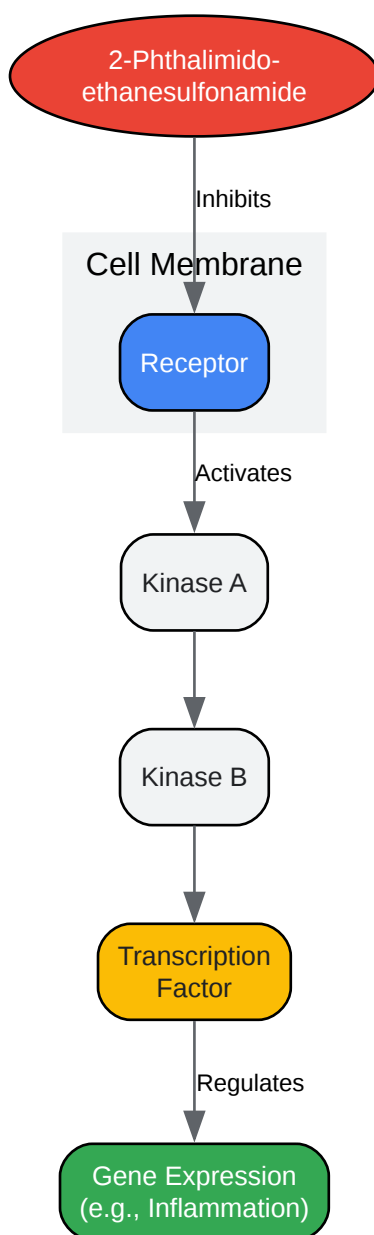 2-Phthalimido-
ethanesulfonamide
Inhibits
Cell Membrane
Receptor
Activates
Kinase A
Kinase B
Transcription
Factor
Regulates
Gene Expression
(e.g., Inflammation)